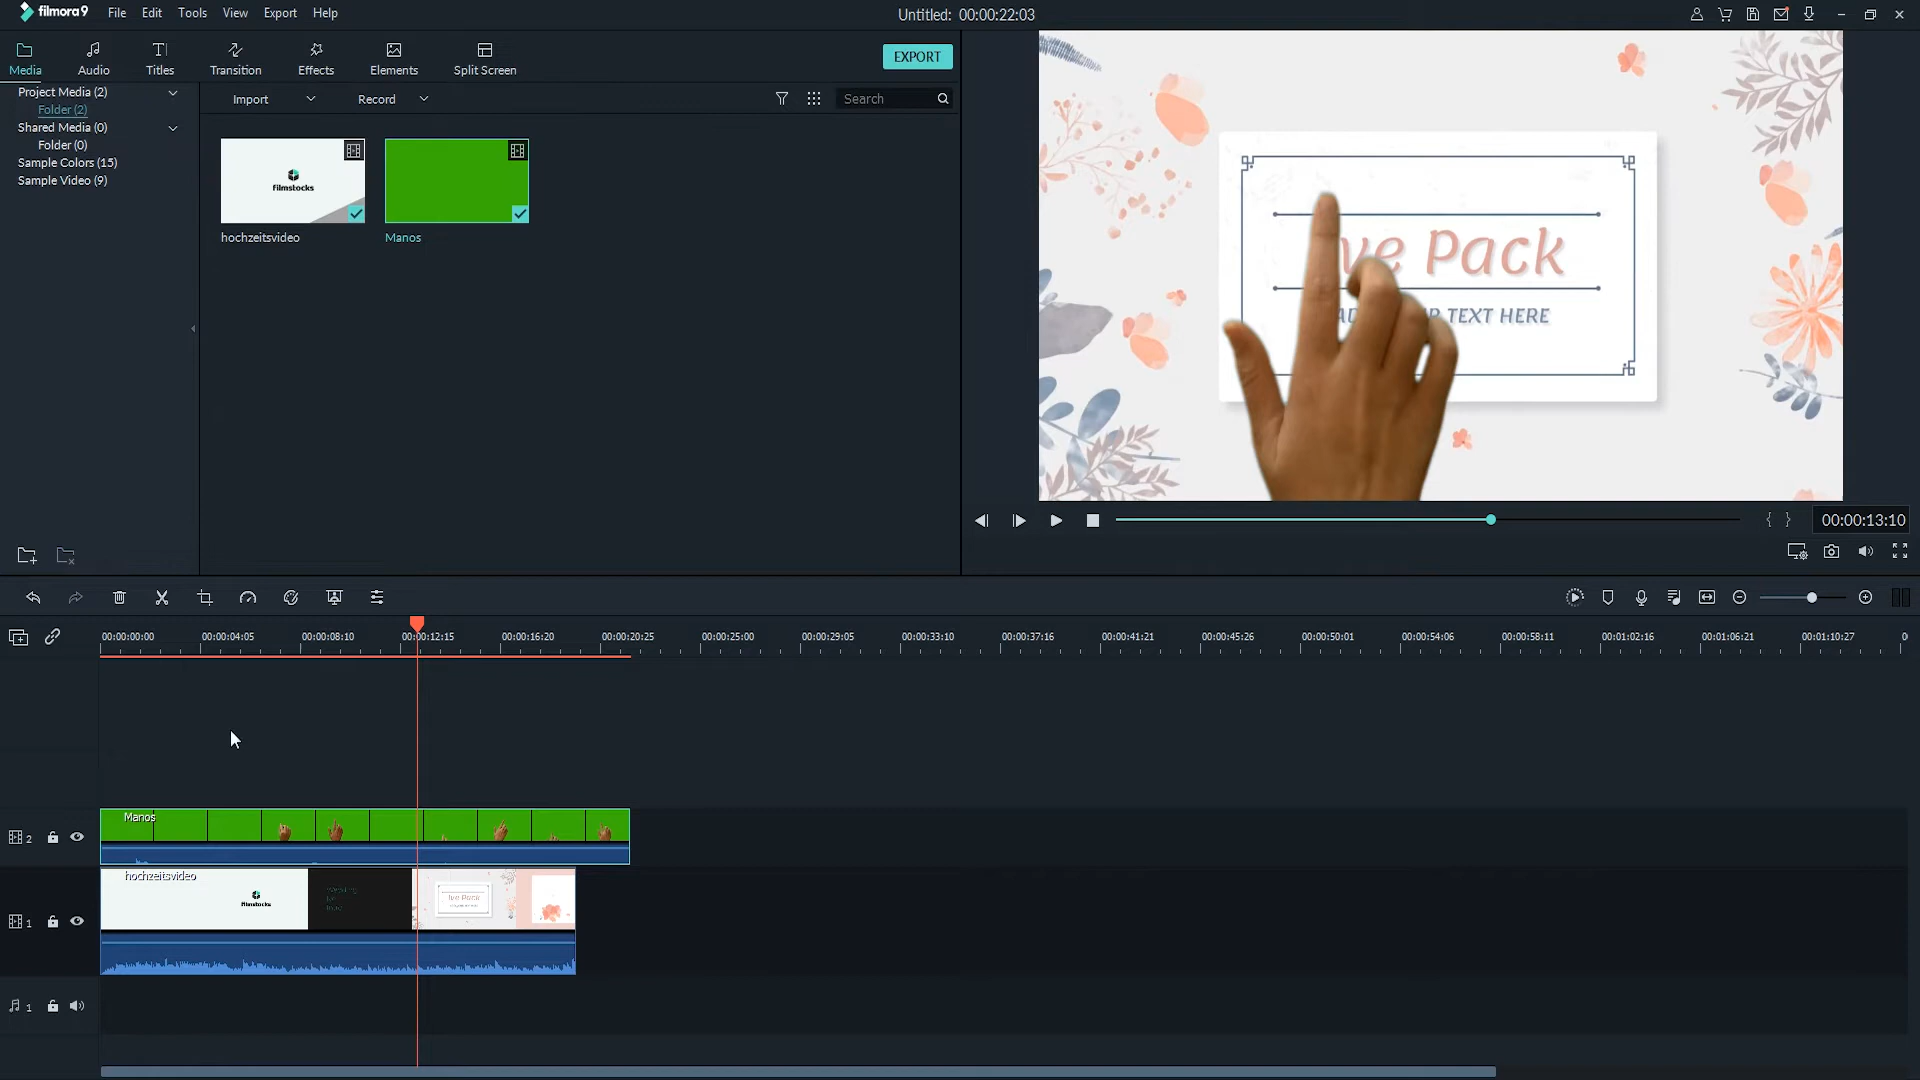 filmora9 File Edit Tools View Export Help
Untitled: 00:00:22:03
Media Audio Titles Transition Effects Elements Split Screen
EXPORT
Project Media (2)
Folder (2)
Shared Media (0)
Folder (0)
Sample Colors (15)
Sample Video (9)
Import Record Search
filmstocks
hochzeitsvideo Manos
ve Pack
TEXT HERE
00:00:13:10
00:00:00:00 00:00:04:05 00:00:08:10 00:00:12:15 00:00:16:20 00:00:20:25 00:00:25:00 00:00:29:05 00:00:33:10 00:00:37:16 00:00:41:21 00:00:45:26 00:00:50:01 00:00:54:06 00:00:58:11 00:01:02:16 00:01:06:21 00:01:10:27
Manos
2
hochzeitsvideo
filmstocks
ive Pack
1
1